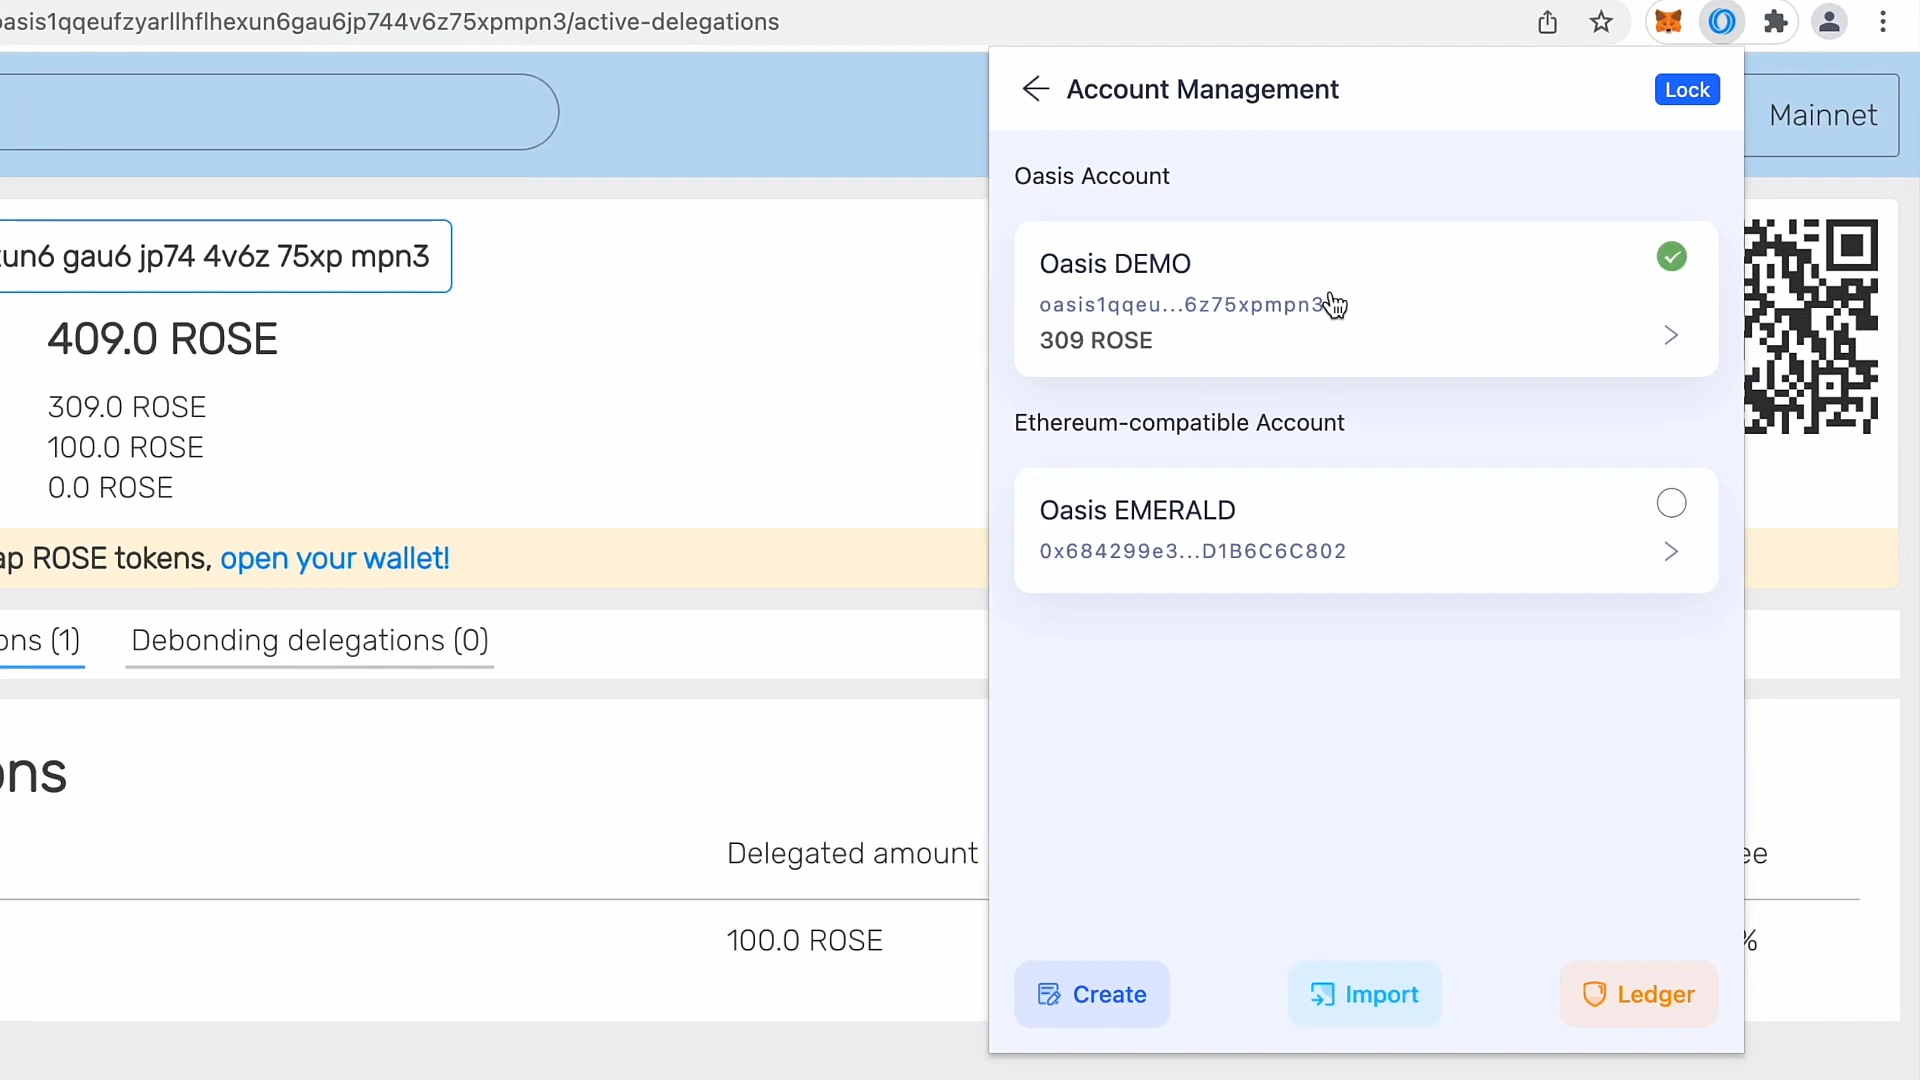 oasis1qqeufzyarllhflhexun6gau6jp744v6z75xpmpn3/active-delegations
Account Management
Lock
Mainnet
Oasis Account
Oasis DEMO
oasis1qqeu...6z75xpmpn3
309 ROSE
Ethereum-compatible Account
Oasis EMERALD
0x684299e3...D1B6C6C802
Create
Import
Ledger
xun6 gau6 jp74 4v6z 75xp mpn3
409.0 ROSE
309.0 ROSE
100.0 ROSE
0.0 ROSE
ap ROSE tokens, open your wallet!
ons (1)
Debonding delegations (0)
ons
Delegated amount
ee
100.0 ROSE
%